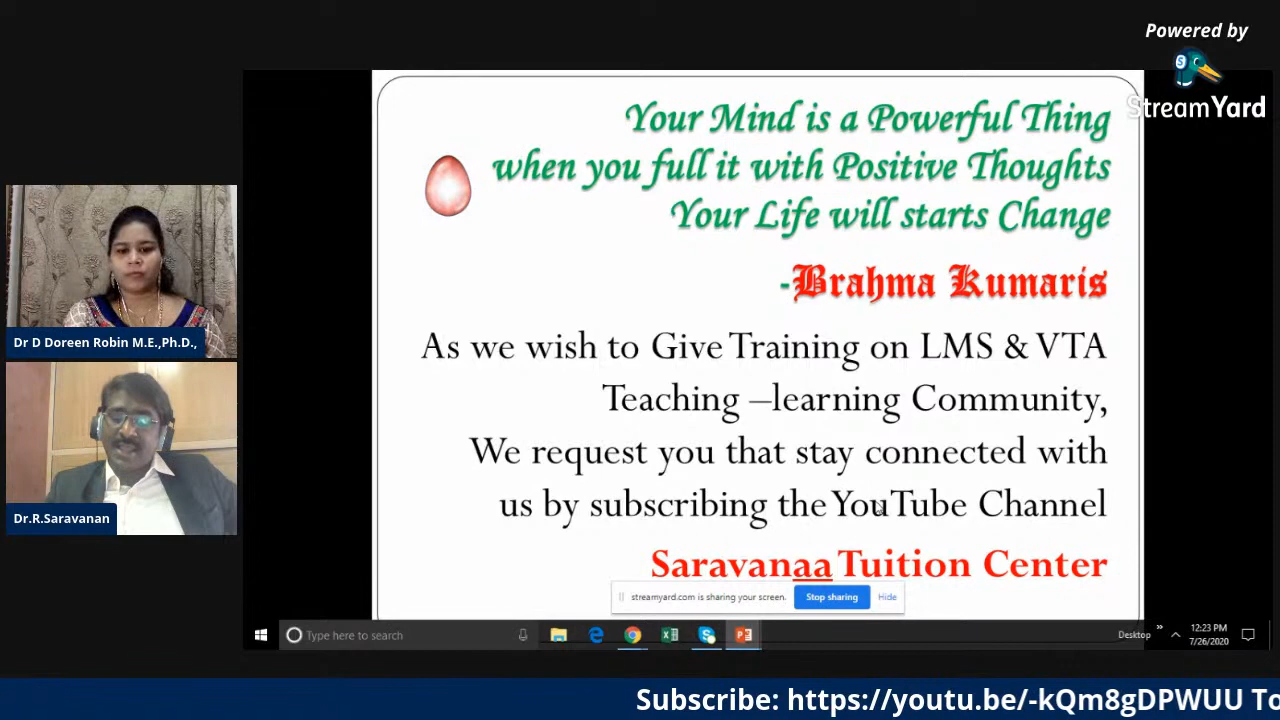 Powered by
StreamYard
Your Mind is a Powerful Thing
when you full it with Positive Thoughts
Your Life will starts Change
-Brahma Kumaris
As we wish to Give Training on LMS & VTA
Teaching –learning Community,
We request you that stay connected with
us by subscribing the YouTube Channel
Saravanaa Tuition Center
streamyard.com is sharing your screen.
Stop sharing
Hide
Dr D Doreen Robin M.E.,Ph.D.,
Dr.R.Saravanan
Type here to search
Desktop
12:23 PM
7/26/2020
Subscribe: https://youtu.be/-kQm8gDPWUU To